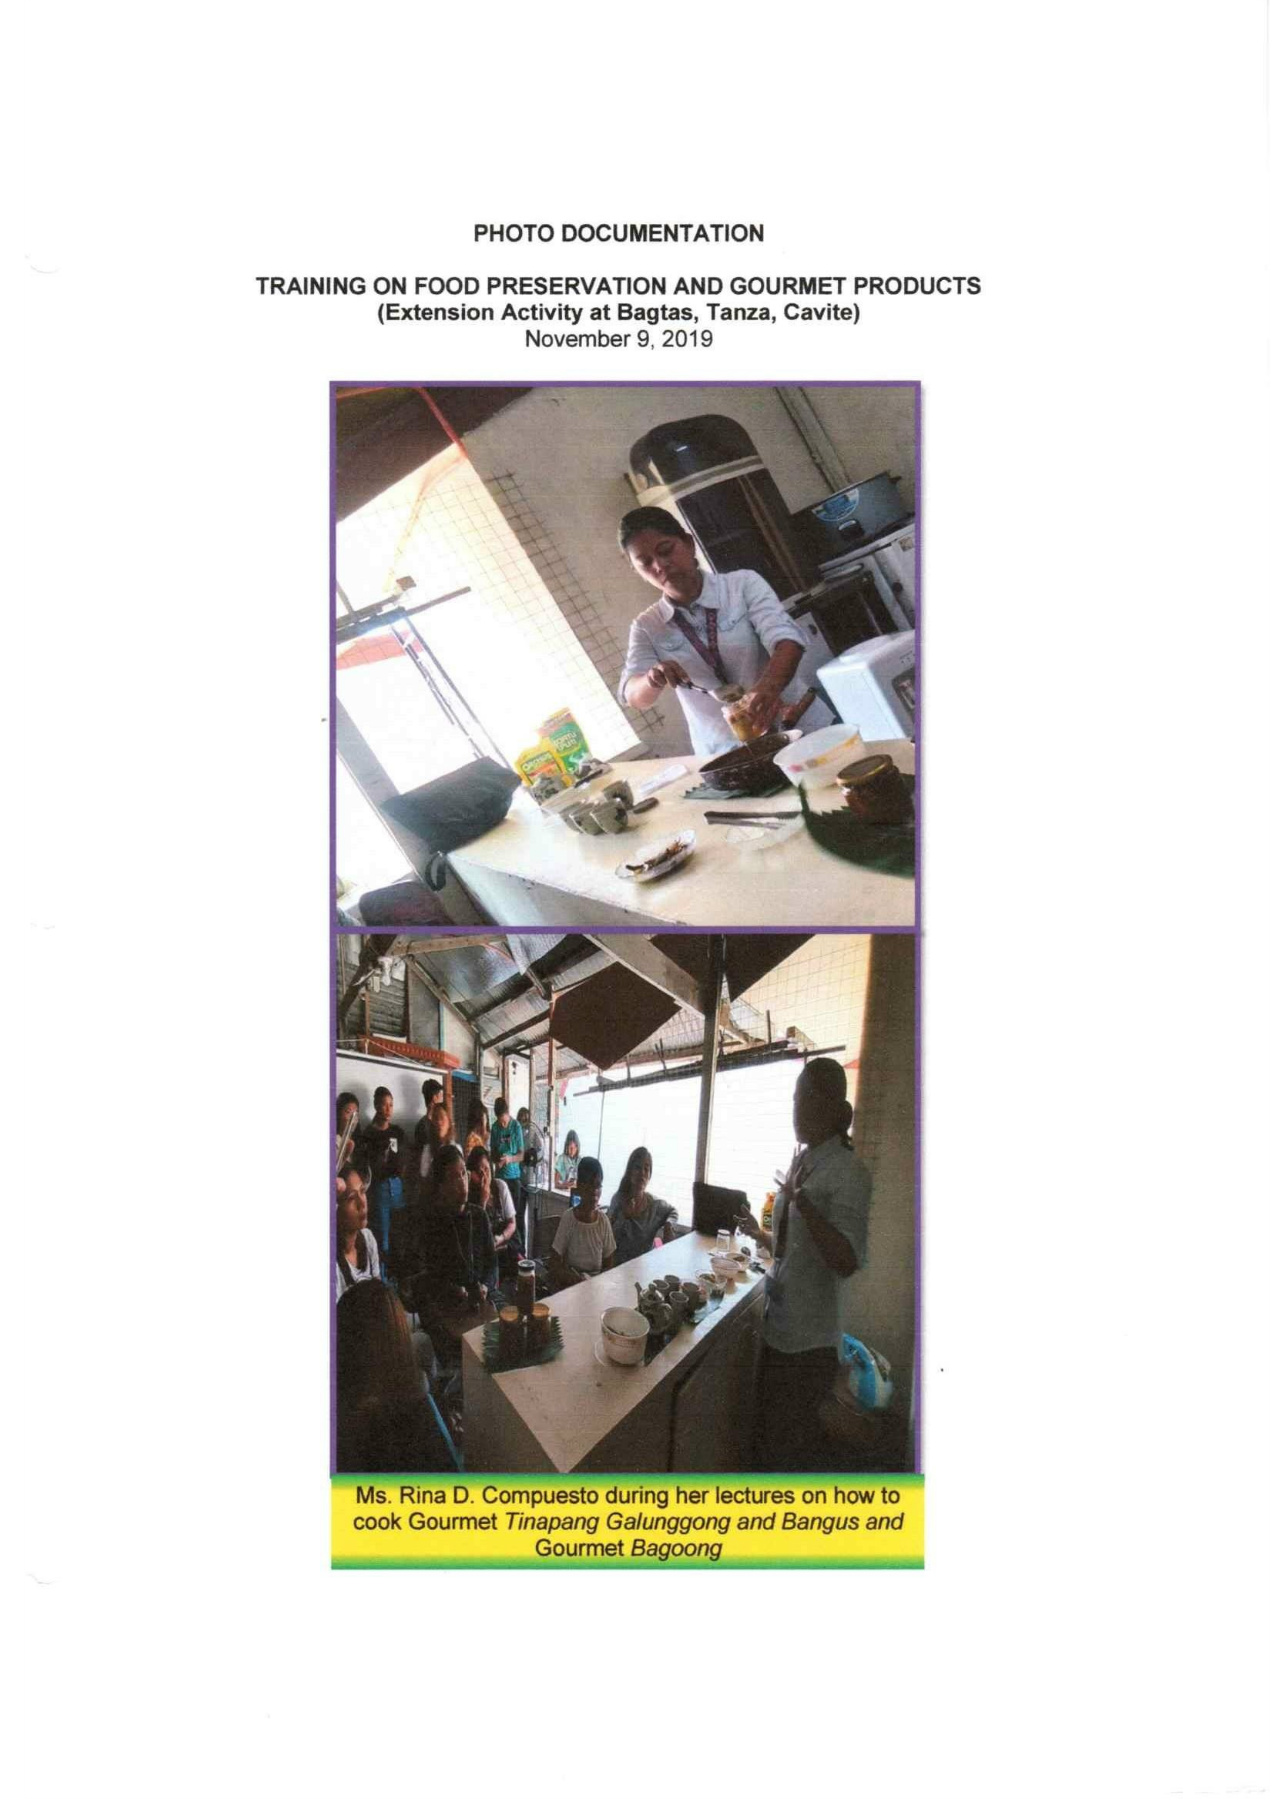 PHOTO DOCUMENTATION
TRAINING ON FOOD PRESERVATION AND GOURMET PRODUCTS
(Extension Activity at Bagtas, Tanza, Cavite)
November 9, 2019
Ms. Rina D. Compuesto during her lectures on how to
cook Gourmet Tinapang Galunggong and Bangus and
Gourmet Bagoong